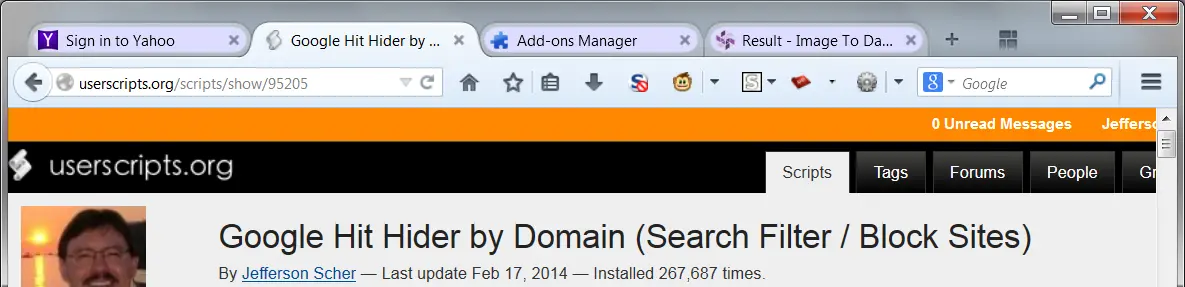 Sign in to Yahoo
Google Hit Hider by ...
Add-ons Manager
Result - Image To Da...
userscripts.org/scripts/show/95205
S
S
8
Google
0 Unread Messages
Jefferso
userscripts.org
Scripts
Tags
Forums
People
Gr
Google Hit Hider by Domain (Search Filter / Block Sites)
By Jefferson Scher — Last update Feb 17, 2014 — Installed 267,687 times.